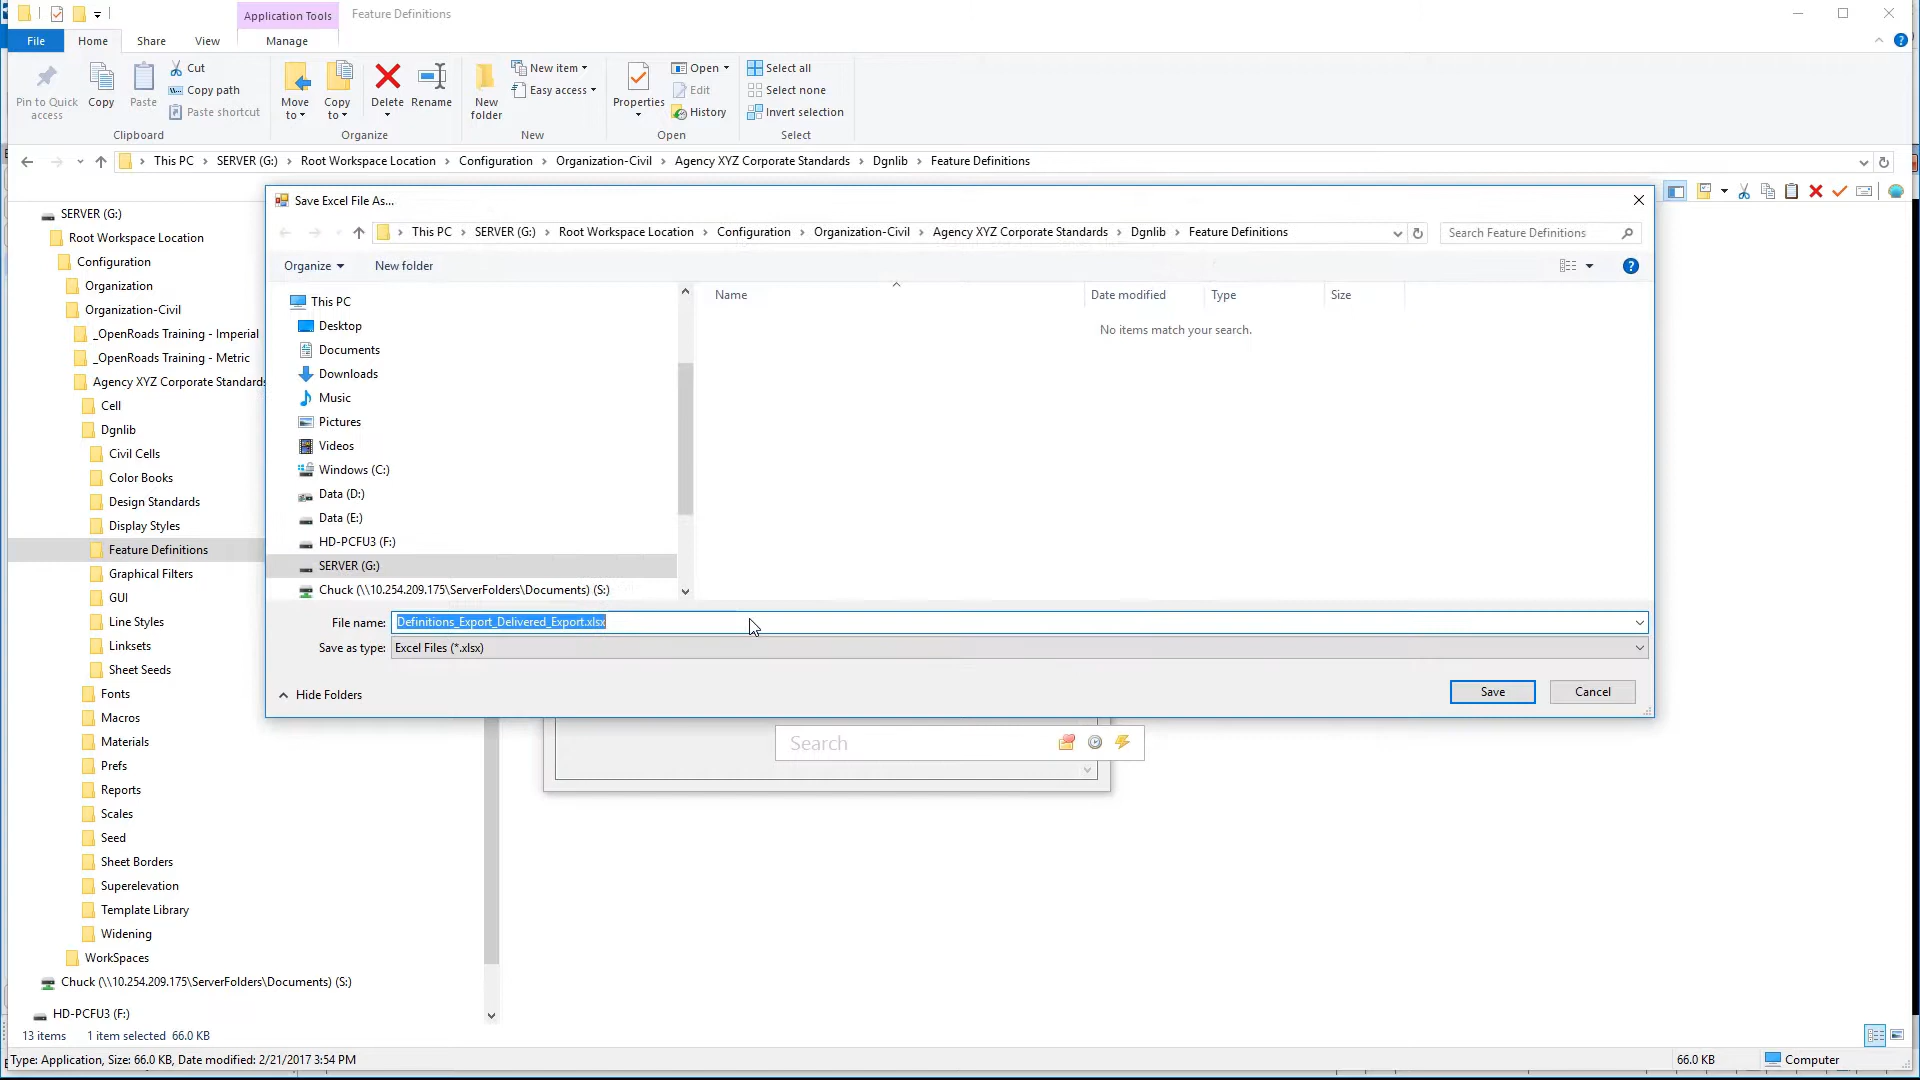 Application Tools
Feature Definitions
File
Home
Share
View
Manage
Pin to Quick access
Copy
Paste
Cut
Copy path
Paste shortcut
Clipboard
Move to
Copy to
Delete
Rename
Organize
New folder
New item
Easy access
New
Properties
Open
Edit
History
Open
Select all
Select none
Invert selection
Select
This PC > SERVER (G:) > Root Workspace Location > Configuration > Organization-Civil > Agency XYZ Corporate Standards > Dgnlib > Feature Definitions
SERVER (G:)
Root Workspace Location
Configuration
Organization
Organization-Civil
_OpenRoads Training - Imperial
_OpenRoads Training - Metric
Agency XYZ Corporate Standards
Cell
Dgnlib
Civil Cells
Color Books
Design Standards
Display Styles
Feature Definitions
Graphical Filters
GUI
Line Styles
Linksets
Sheet Seeds
Fonts
Macros
Materials
Prefs
Reports
Scales
Seed
Sheet Borders
Superelevation
Template Library
Widening
WorkSpaces
Chuck (\\10.254.209.175\ServerFolders\Documents) (S:)
HD-PCFU3 (F:)
Save Excel File As...
This PC > SERVER (G:) > Root Workspace Location > Configuration > Organization-Civil > Agency XYZ Corporate Standards > Dgnlib > Feature Definitions
Search Feature Definitions
Organize
New folder
Name
Date modified
Type
Size
No items match your search.
This PC
Desktop
Documents
Downloads
Music
Pictures
Videos
Windows (C:)
Data (D:)
Data (E:)
HD-PCFU3 (F:)
SERVER (G:)
Chuck (\\10.254.209.175\ServerFolders\Documents) (S:)
File name: Definitions_Export_Delivered_Export.xlsx
Save as type: Excel Files (*.xlsx)
Hide Folders
Save
Cancel
Search
13 items 1 item selected 66.0 KB
Type: Application, Size: 66.0 KB, Date modified: 2/21/2017 3:54 PM
66.0 KB
Computer